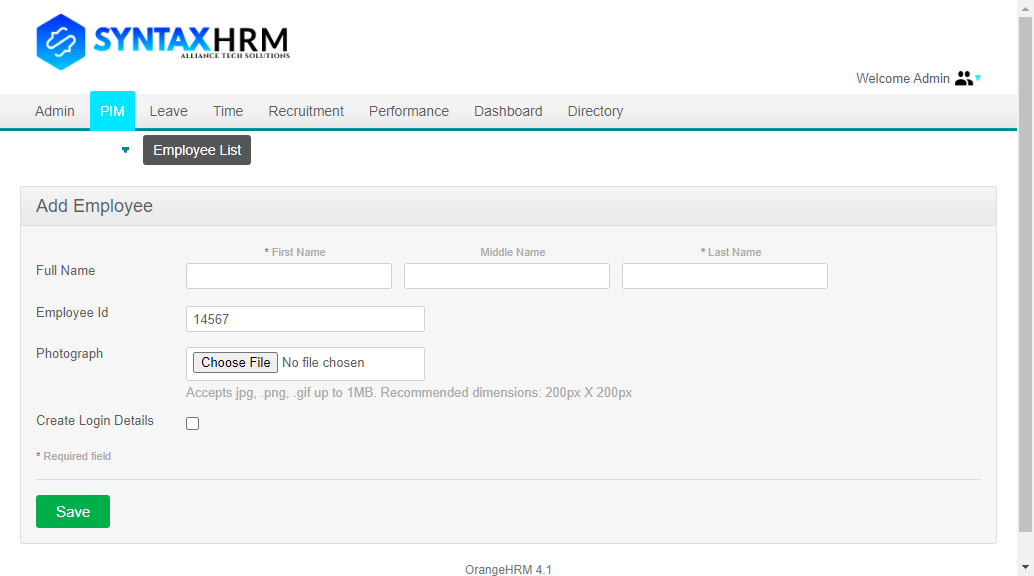 SYNTAXHRM
ALLIANCE TECH SOLUTIONS
Welcome Admin
Admin PIM Leave Time Recruitment Performance Dashboard Directory
Employee List
Add Employee
* First Name Middle Name * Last Name
Full Name
Employee Id 14567
Photograph Choose File No file chosen
Accepts jpg, .png, .gif up to 1MB. Recommended dimensions: 200px X 200px
Create Login Details
* Required field
Save
OrangeHRM 4.1